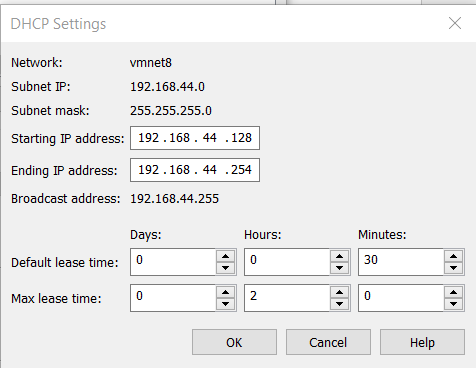 DHCP Settings
Network: vmnet8
Subnet IP: 192.168.44.0
Subnet mask: 255.255.255.0
Starting IP address: 192 . 168 . 44 . 128
Ending IP address: 192 . 168 . 44 . 254
Broadcast address: 192.168.44.255
Days: Hours: Minutes:
Default lease time: 0 0 30
Max lease time: 0 2 0
OK Cancel Help